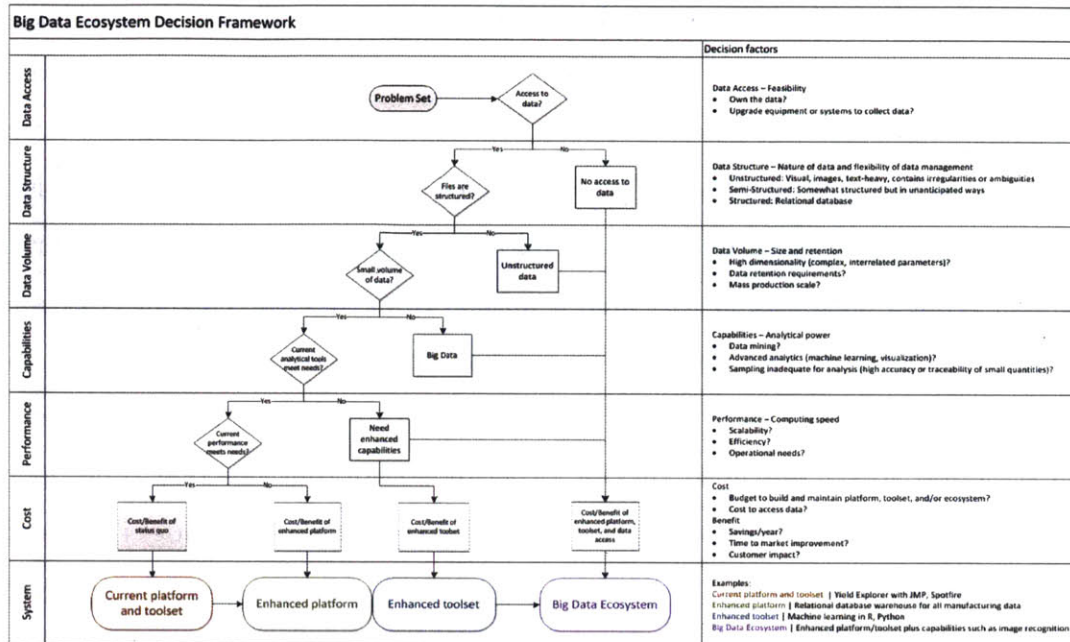 Big Data Ecosystem Decision Framework
Decision factors
Data Access
Problem Set
Access to
data?
Data Access – Feasibility
• Own the data?
• Upgrade equipment or systems to collect data?
Yes
No
Data Structure
Files are
structured?
No access to
data
Data Structure – Nature of data and flexibility of data management
• Unstructured: Visual, images, text-heavy, contains irregularities or ambiguities
• Semi-Structured: Somewhat structured but in unanticipated ways
• Structured: Relational database
Yes
No
Data Volume
Small volume
of data?
Unstructured
data
Data Volume – Size and retention
• High dimensionality (complex, interrelated parameters)?
• Data retention requirements?
• Mass production scale?
Yes
No
Capabilities
Current
analytical tools
meet needs?
Big Data
Capabilities – Analytical power
• Data mining?
• Advanced analytics (machine learning, visualization)?
• Sampling inadequate for analysis (high accuracy or traceability of small quantities)?
Yes
No
Performance
Current
performance
meets needs?
Need
enhanced
capabilities
Performance – Computing speed
• Scalability?
• Efficiency?
• Operational needs?
Yes
No
Cost
Cost/Benefit of
status quo
Cost/Benefit of
enhanced platform
Cost/Benefit of
enhanced toolset
Cost/Benefit of
enhanced platform,
toolset, and data
access
Cost
• Budget to build and maintain platform, toolset, and/or ecosystem?
• Cost to access data?
Benefit
• Savings/year?
• Time to market improvement?
• Customer impact?
System
Current platform
and toolset
Enhanced platform
Enhanced toolset
Big Data Ecosystem
Examples:
Current platform and toolset | Yield Explorer with JMP, Spotfire
Enhanced platform | Relational database warehouse for all manufacturing data
Enhanced toolset | Machine learning in R, Python
Big Data Ecosystem | Enhanced platform/toolset plus capabilities such as image recognition